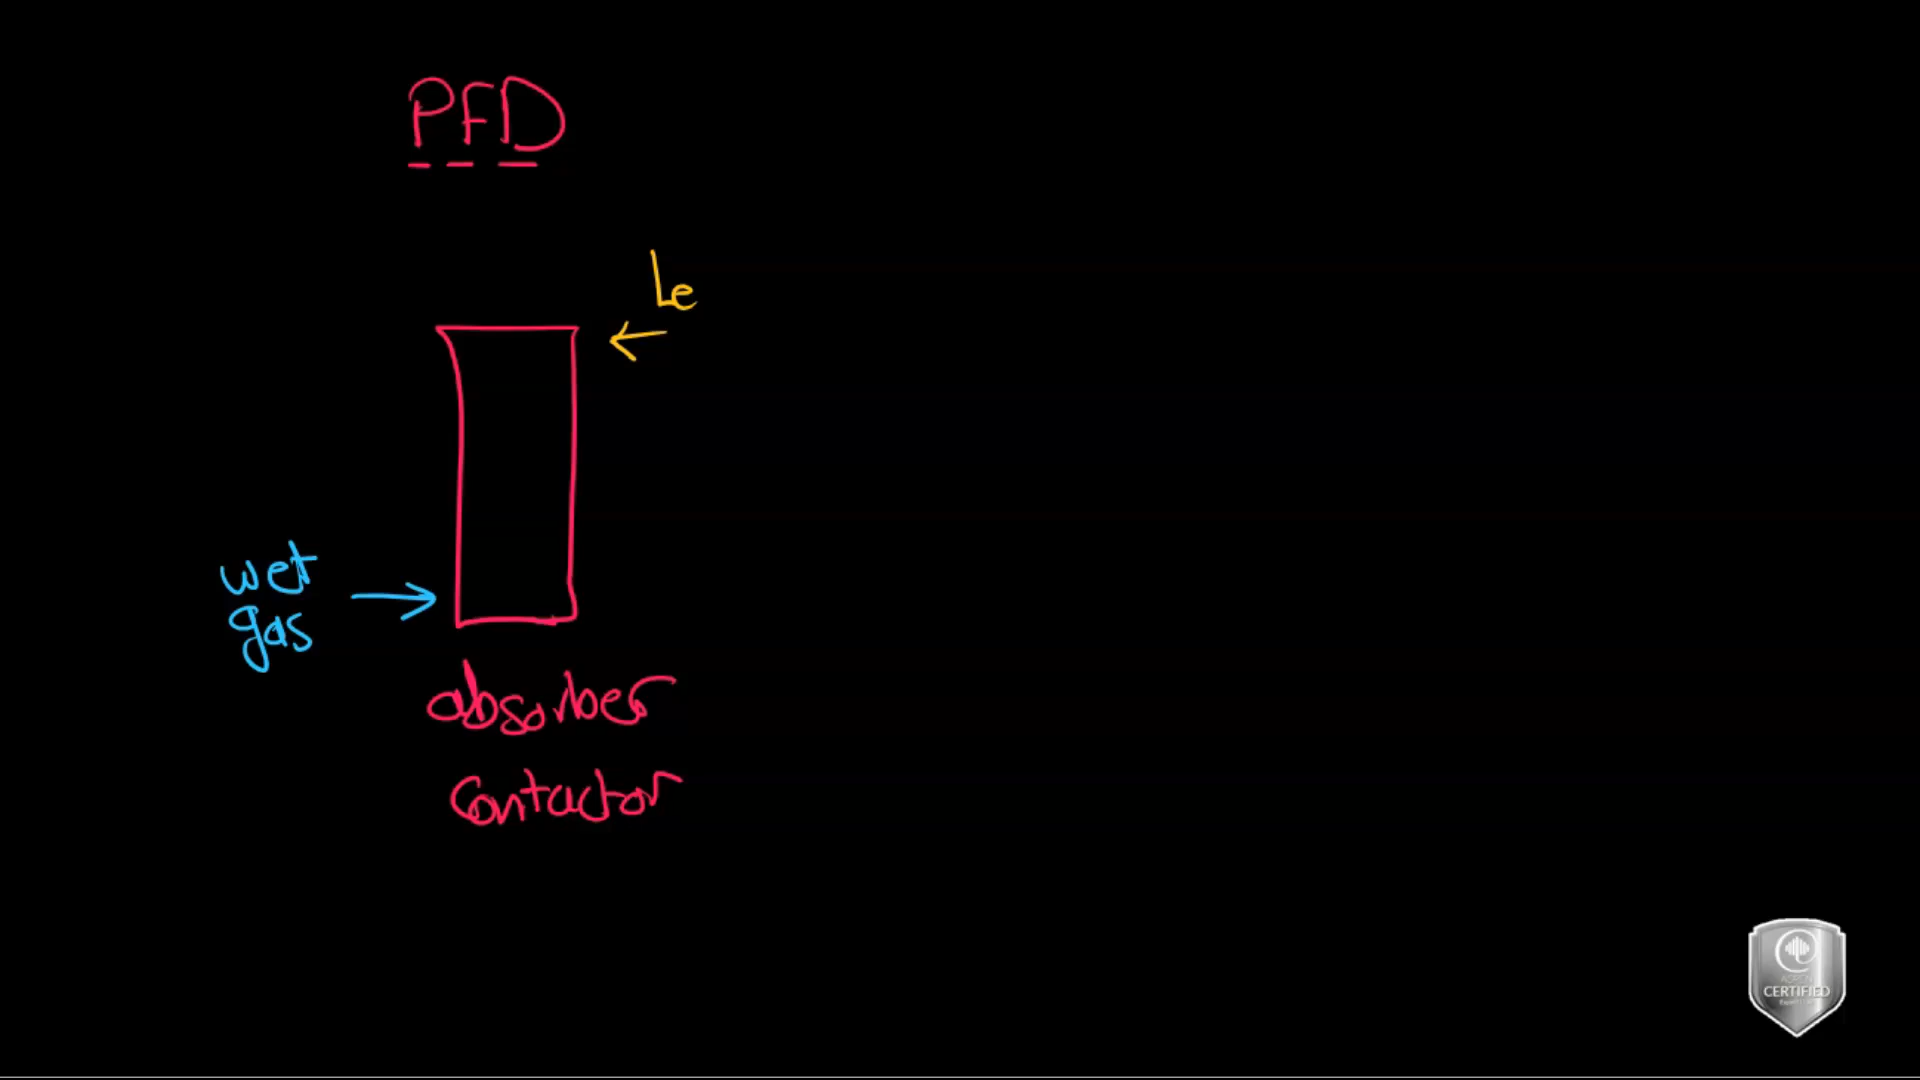 PFD
Le
wet
gas
absorber
Contactor
CERTIFIED